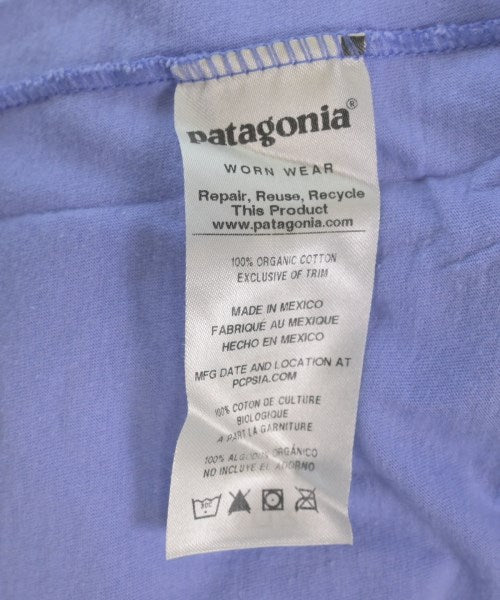 patagonia®
WORN WEAR
Repair, Reuse, Recycle
This Product
www.patagonia.com
100% ORGANIC COTTON
EXCLUSIVE OF TRIM
MADE IN MEXICO
FABRIQUÉ AU MEXIQUE
HECHO EN MEXICO
MFG DATE AND LOCATION AT
PCPSIA.COM
100% COTON DE CULTURE
BIOLOGIQUE
A PART LA GARNITURE
100% ALGODON ORGÁNICO
NO INCLUYE EL ADORNO